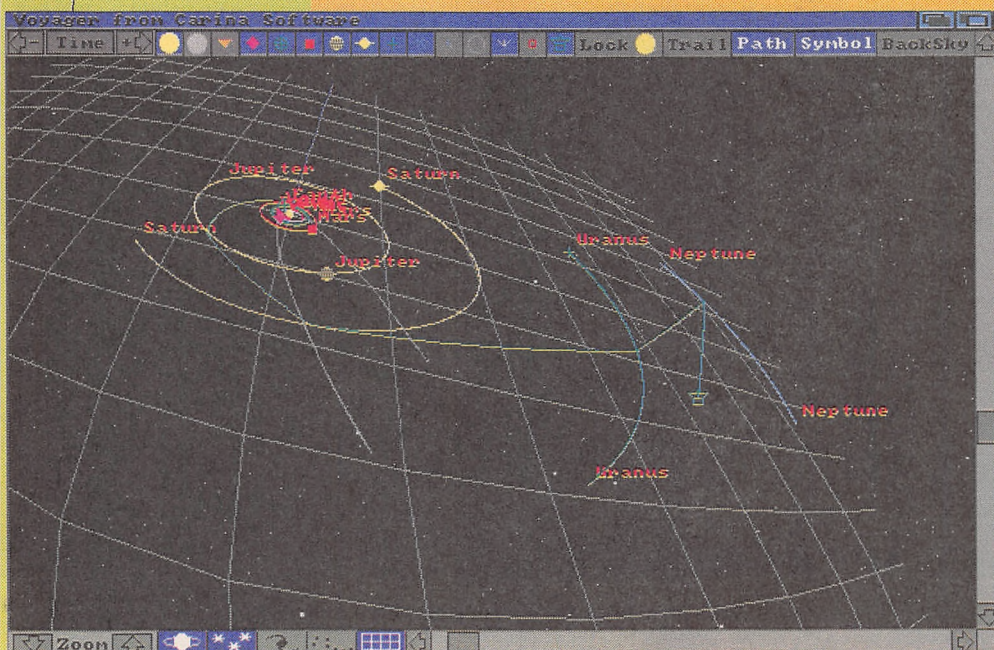 Voyager from Carina Software
Time Lock Trail Path Symbol BackSky
Jupiter
Saturn
Mars
Saturn
Jupiter
Uranus
Neptune
Neptune
Uranus
Zoom